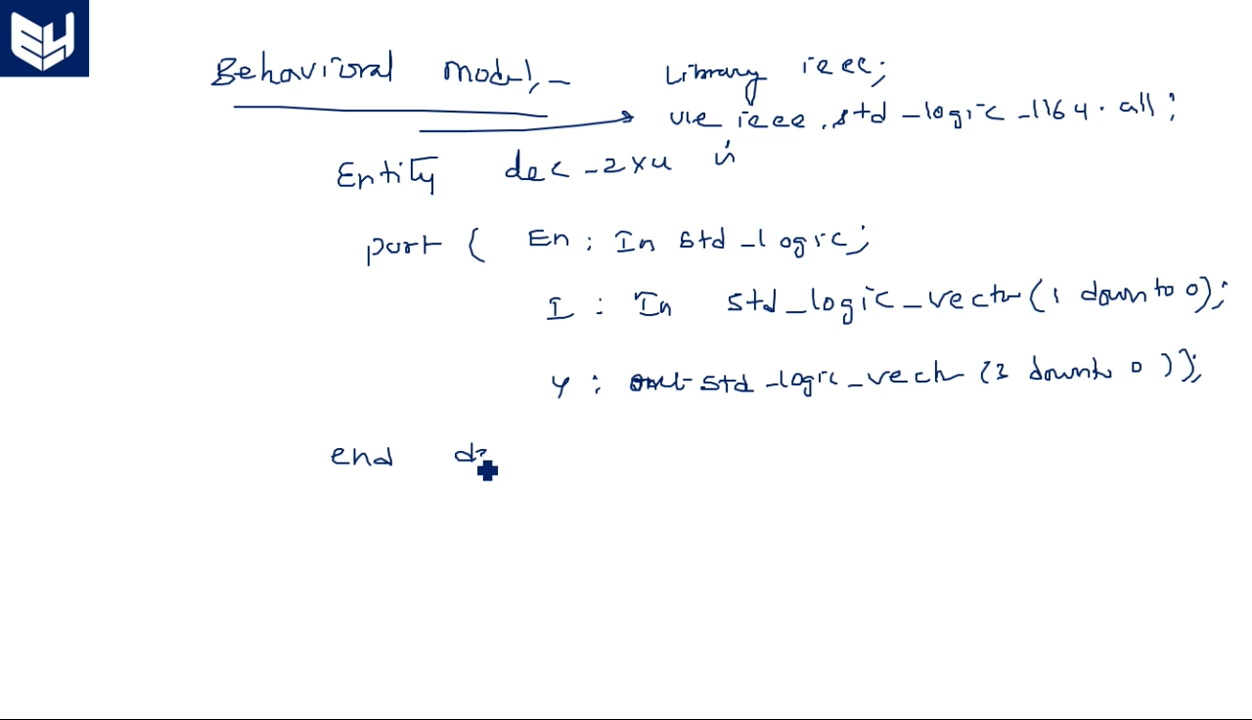 Behavioral model,- Library ieee;
use ieee.std_logic_1164.all;
Entity dec_2x4 is
port ( En : In std_logic;
I : In std_logic_vector(1 downto 0);
Y : out std_logic_vector(3 downto 0));
end